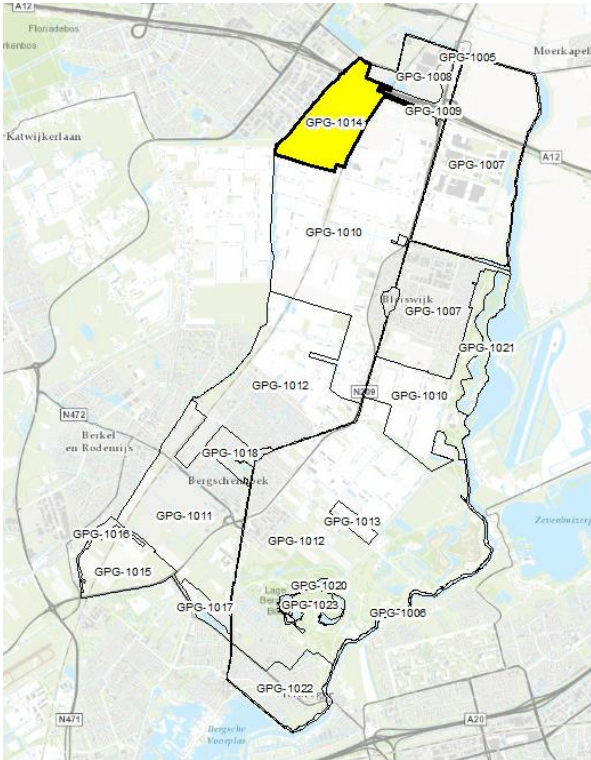 A12
Floriadebos
rkenbos
Moerkapel
GPG-1005
GPG-1008
GPG-1009
GPG-1014
A12
Katwijkerlaan
GPG-1007
GPG-1010
Bleiswijk
GPG-1007
GPG-1021
GPG-1012
N209
GPG-1010
N472
Berkel
en Rodenrijs
GPG-1018
Bergschenhoek
GPG-1011
GPG-1013
Zevenhuizerp
GPG-1016
GPG-1012
GPG-1015
GPG-1020
Lage
GPG-1017
GPG-1023
GPG-1006
GPG-1022
N471
Bergsche
Voorplas
A20